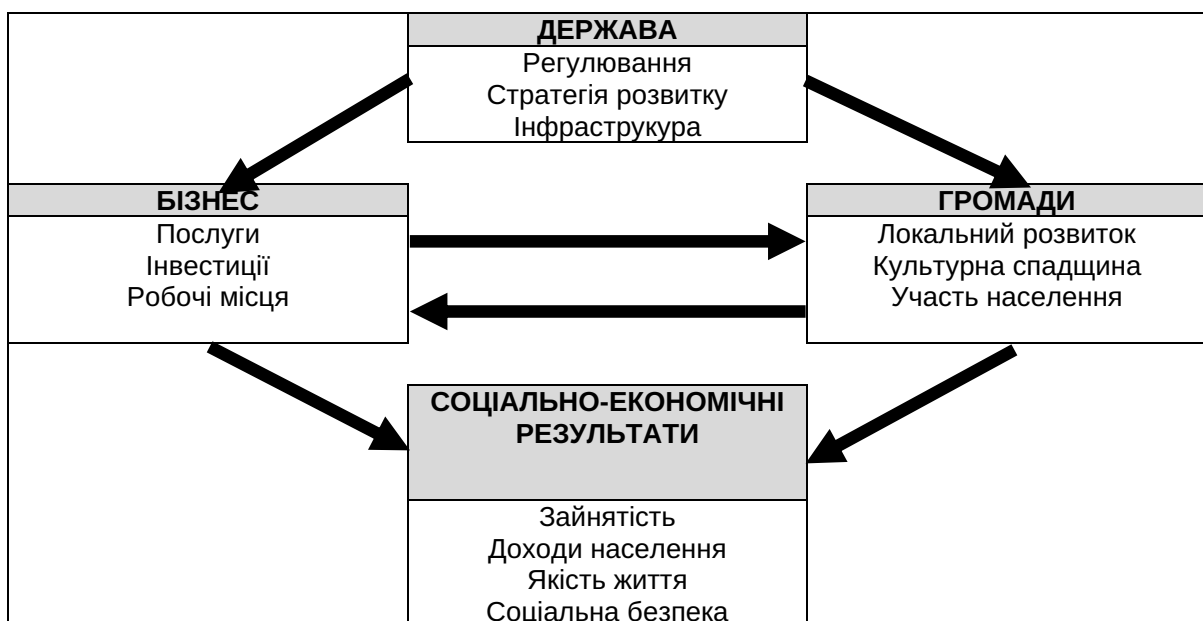 ДЕРЖАВА
Регулювання
Стратегія розвитку
Інфраструкура
БІЗНЕС
Послуги
Інвестиції
Робочі місця
ГРОМАДИ
Локальний розвиток
Культурна спадщина
Участь населення
СОЦІАЛЬНО-ЕКОНОМІЧНІ
РЕЗУЛЬТАТИ
Зайнятість
Доходи населення
Якість життя
Соціальна безпека